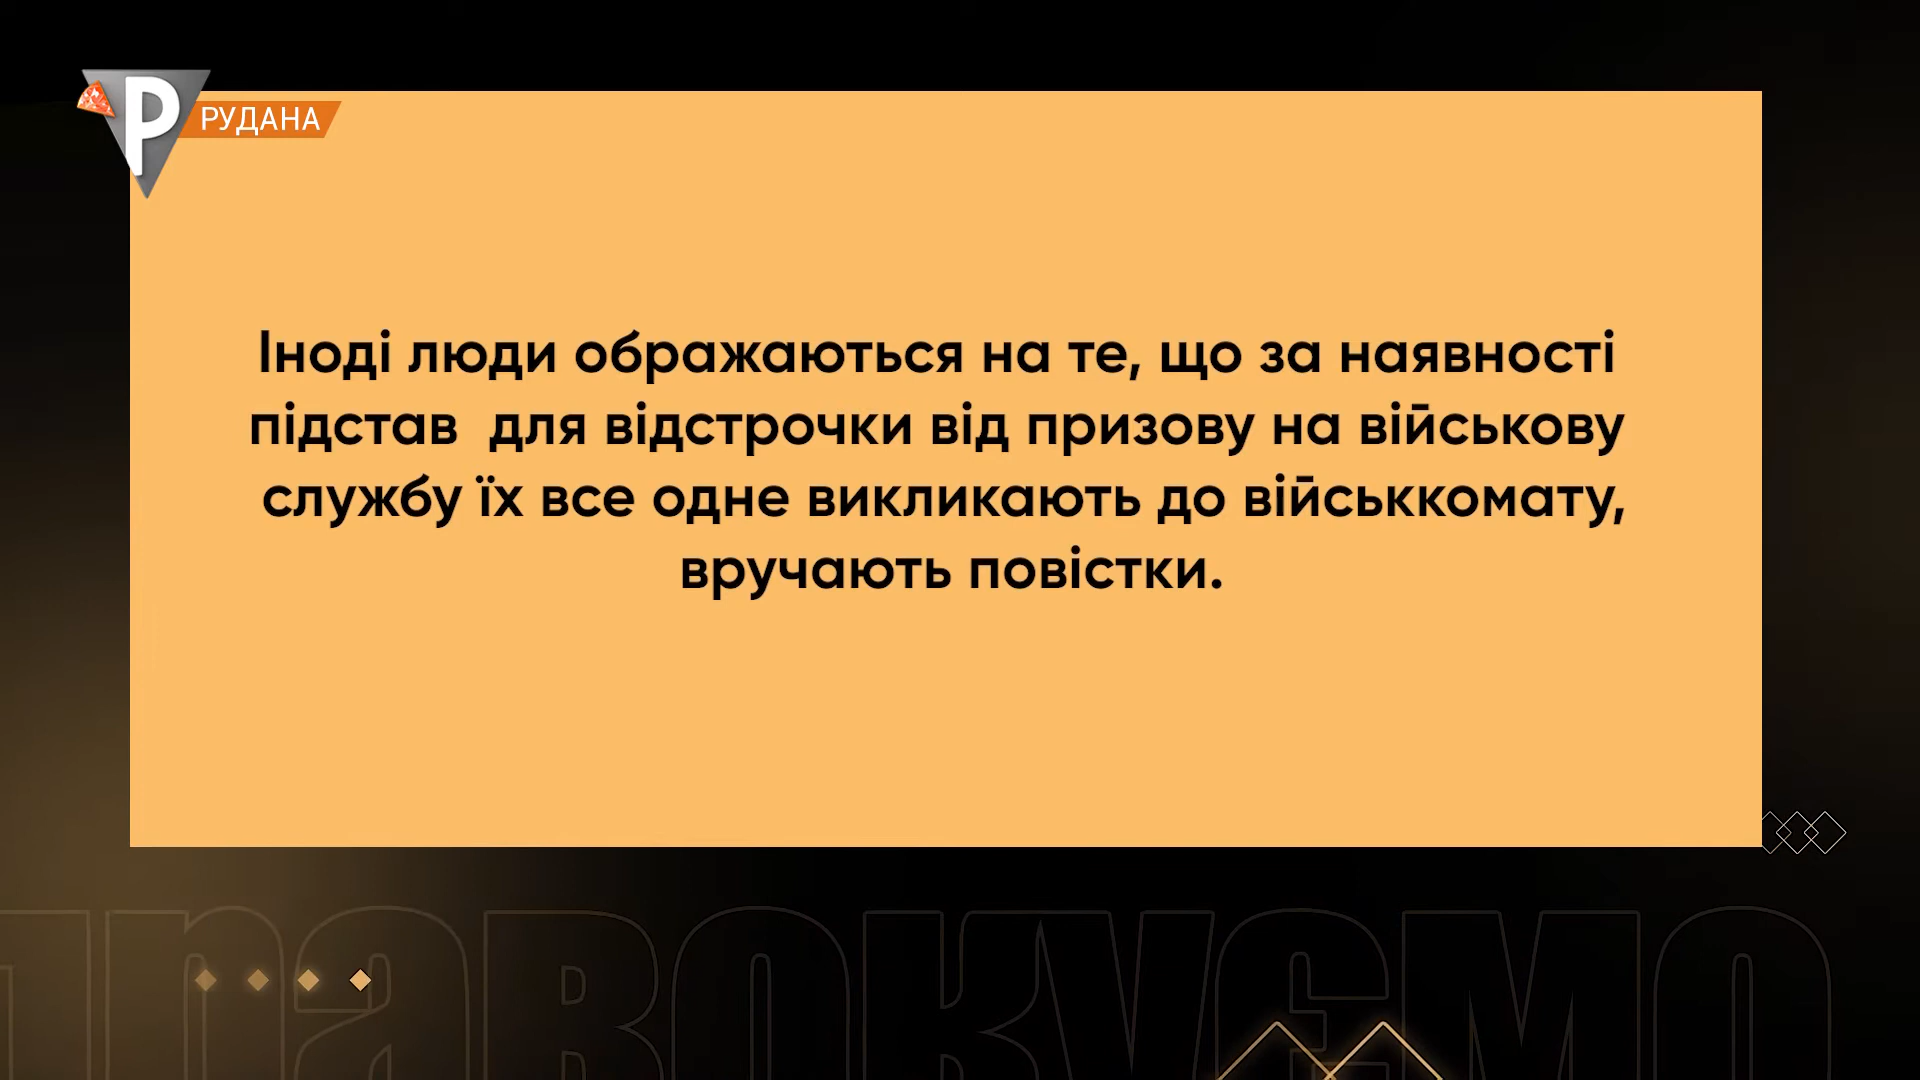 Р РУДАНА
Іноді люди ображаються на те, що за наявності
підстав для відстрочки від призову на військову
службу їх все одне викликають до військкомату,
вручають повістки.
правокуємо